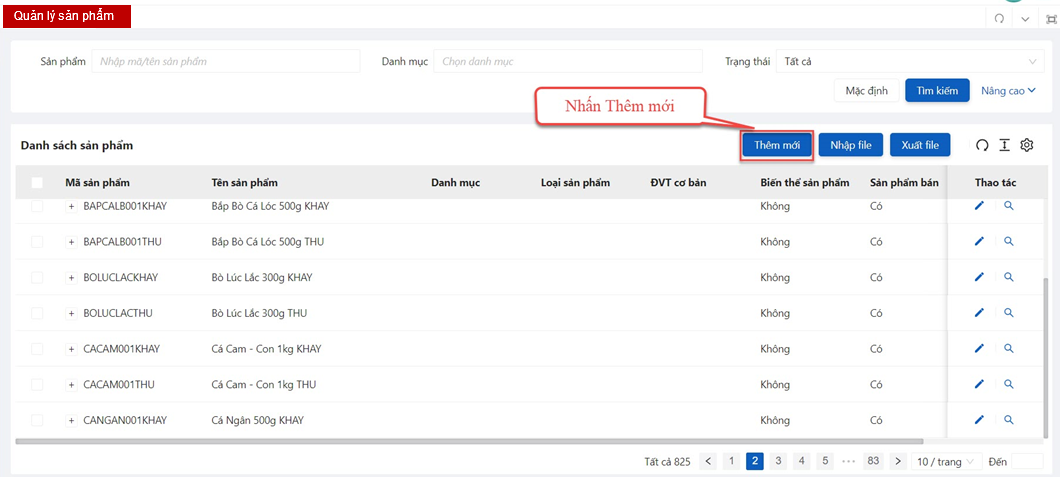 Quản lý sản phẩm
Sản phẩm Nhập mã/tên sản phẩm Danh mục Chọn danh mục Trạng thái Tất cả
Mặc định Tìm kiếm Nâng cao
Nhấn Thêm mới
Danh sách sản phẩm Thêm mới Nhập file Xuất file
Mã sản phẩm Tên sản phẩm Danh mục Loại sản phẩm ĐVT cơ bản Biến thể sản phẩm Sản phẩm bán Thao tác
+ BAPCALB001KHAY Bắp Bò Cá Lóc 500g KHAY Không Có
+ BAPCALB001THU Bắp Bò Cá Lóc 500g THU Không Có
+ BOLUCLACKHAY Bò Lúc Lắc 300g KHAY Không Có
+ BOLUCLACTHU Bò Lúc Lắc 300g THU Không Có
+ CACAM001KHAY Cá Cam - Con 1kg KHAY Không Có
+ CACAM001THU Cá Cam - Con 1kg THU Không Có
+ CANGAN001KHAY Cá Ngân 500g KHAY Không Có
Tất cả 825 < 1 2 3 4 5 ••• 83 > 10 / trang Đến